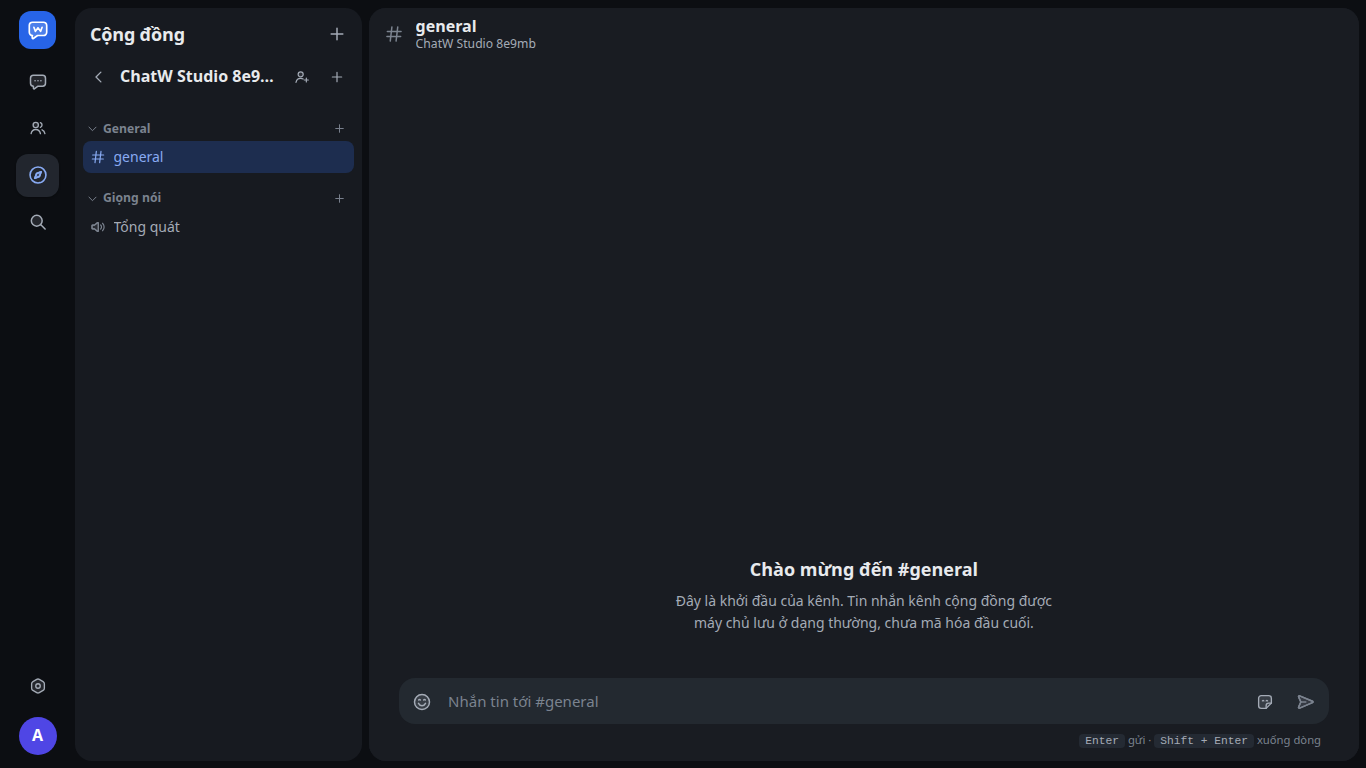 Cộng đồng
ChatW Studio 8e9...
General
general
Giọng nói
Tổng quát
A
general
ChatW Studio 8e9mb
Chào mừng đến #general
Đây là khởi đầu của kênh. Tin nhắn kênh cộng đồng được
máy chủ lưu ở dạng thường, chưa mã hóa đầu cuối.
Nhắn tin tới #general
Enter gửi · Shift + Enter xuống dòng